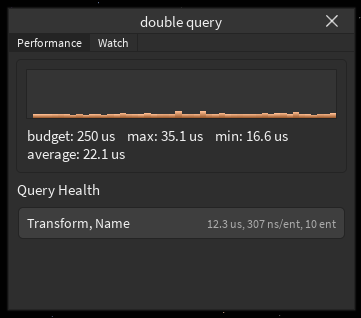 double query
Performance Watch
budget: 250 us max: 35.1 us min: 16.6 us
average: 22.1 us
Query Health
Transform, Name 12.3 us, 307 ns/ent, 10 ent